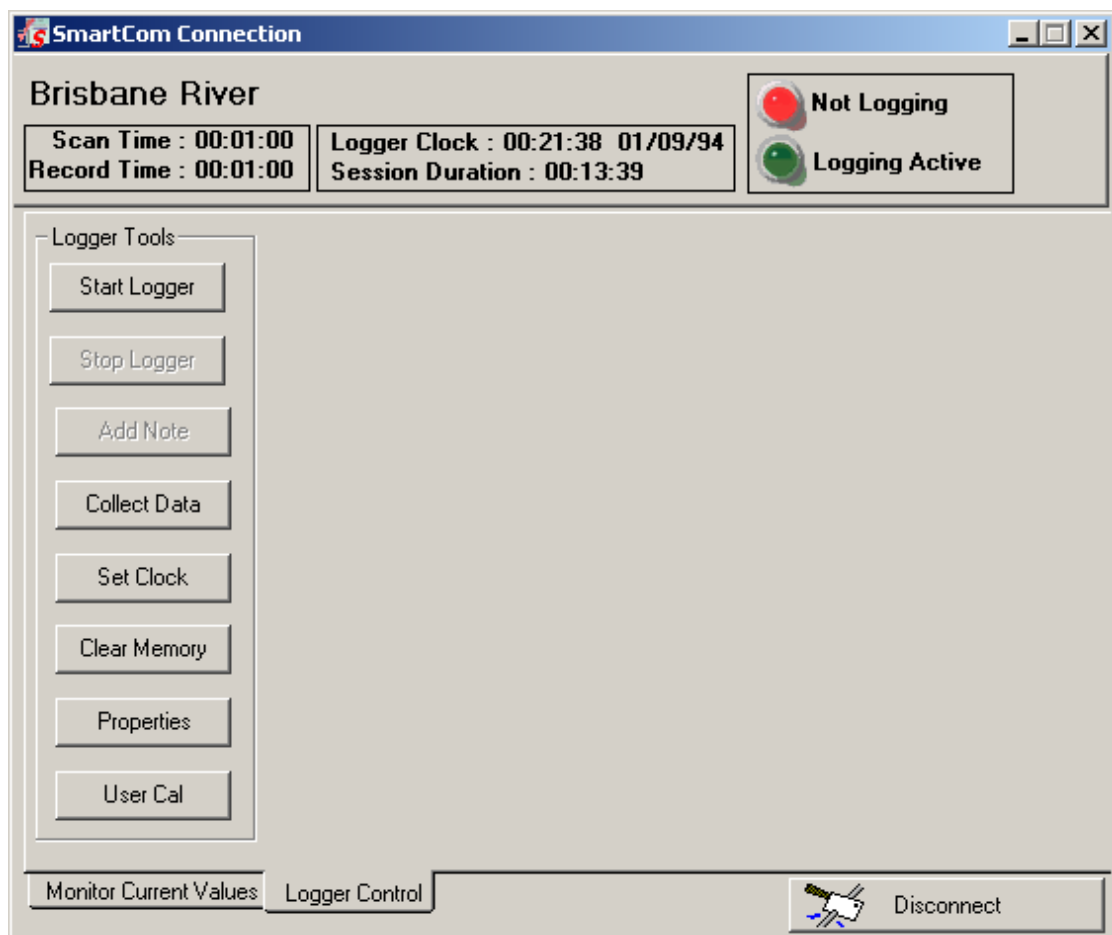 SmartCom Connection
Brisbane River
Scan Time : 00:01:00
Record Time : 00:01:00
Logger Clock : 00:21:38 01/09/94
Session Duration : 00:13:39
Not Logging
Logging Active
Logger Tools
Start Logger
Stop Logger
Add Note
Collect Data
Set Clock
Clear Memory
Properties
User Cal
Monitor Current Values
Logger Control
Disconnect